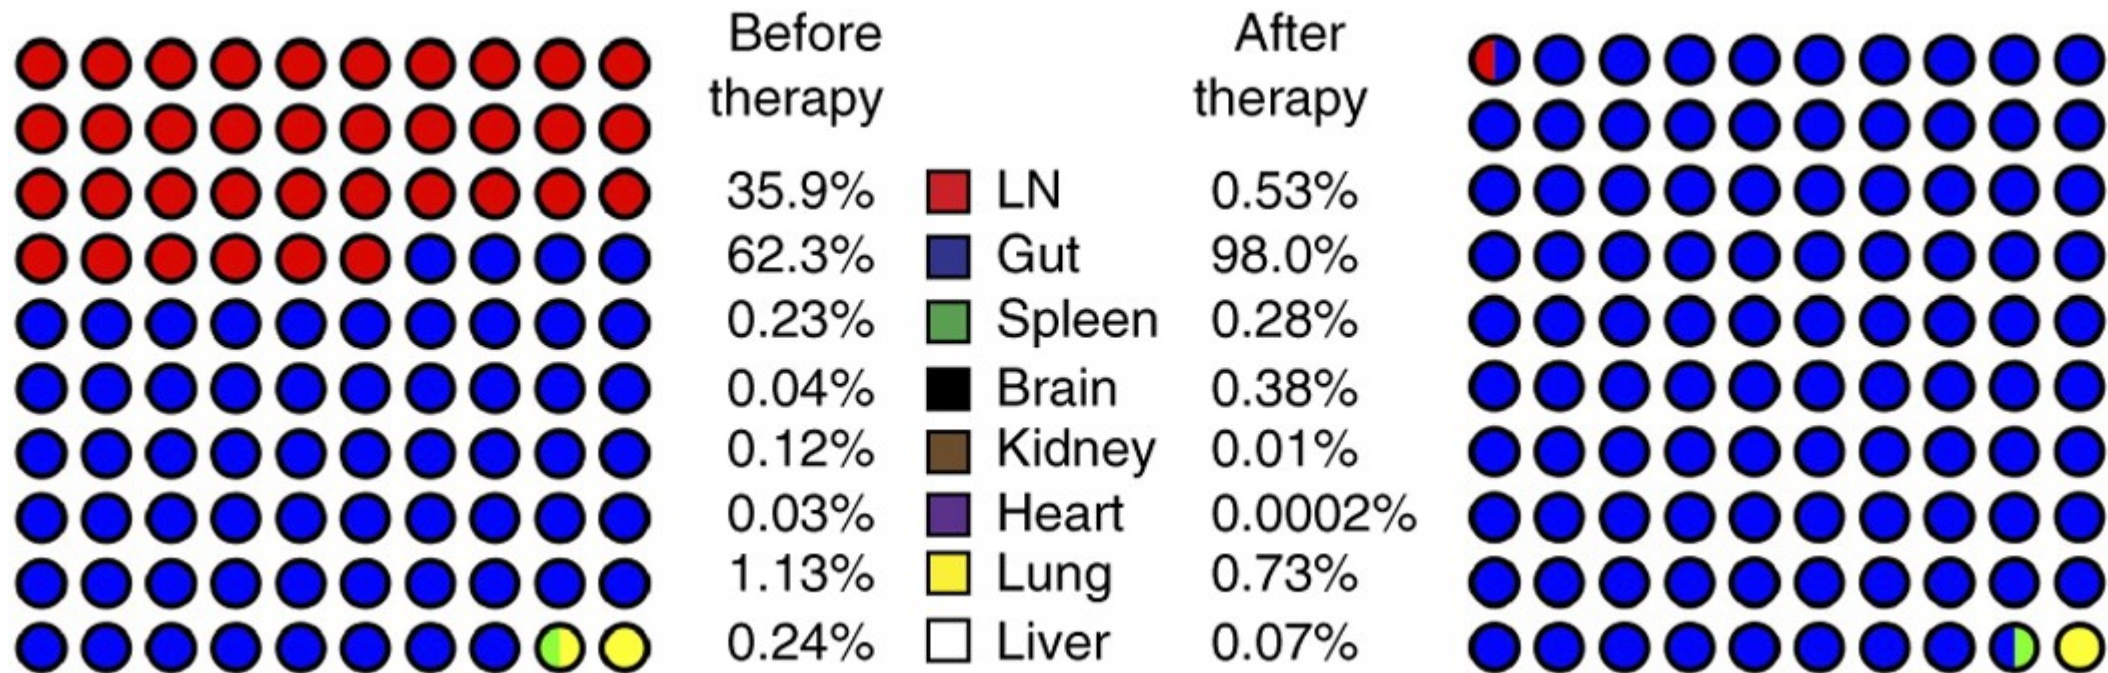 Before After
therapy therapy
35.9% LN 0.53%
62.3% Gut 98.0%
0.23% Spleen 0.28%
0.04% Brain 0.38%
0.12% Kidney 0.01%
0.03% Heart 0.0002%
1.13% Lung 0.73%
0.24% Liver 0.07%